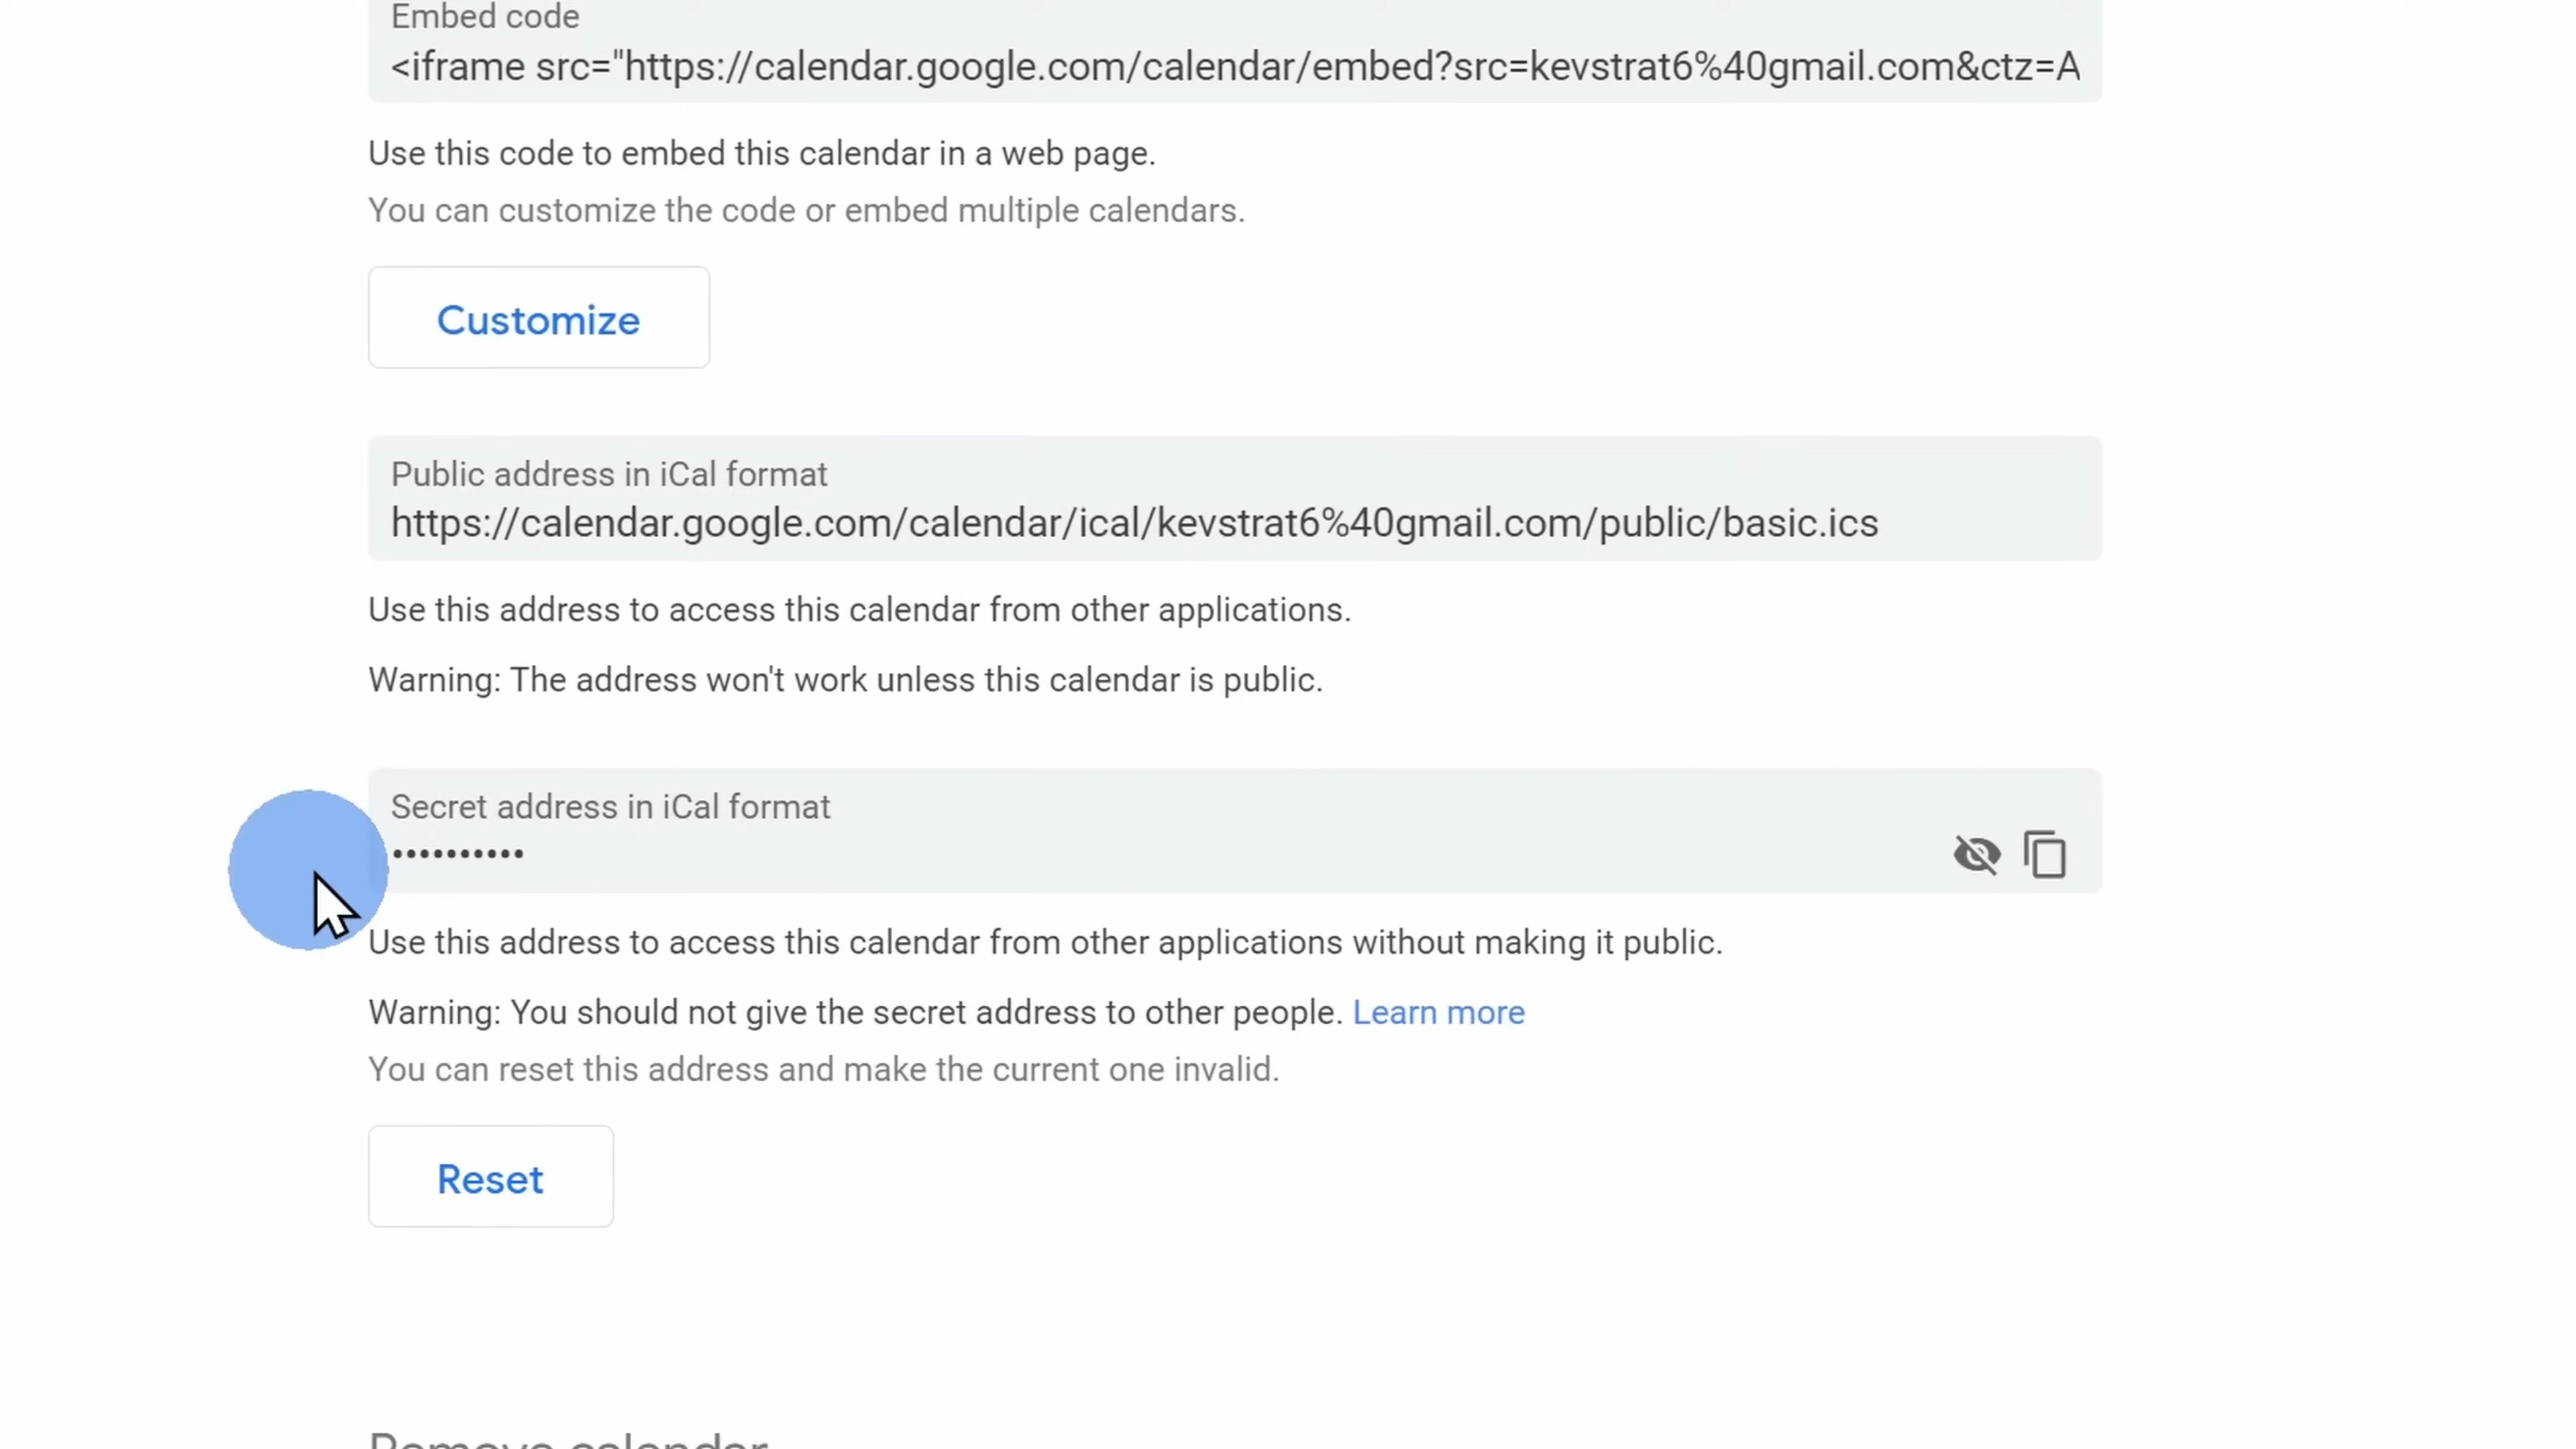 Embed code
<iframe src="https://calendar.google.com/calendar/embed?src=kevstrat6%40gmail.com&ctz=A
Use this code to embed this calendar in a web page.
You can customize the code or embed multiple calendars.
Customize
Public address in iCal format
https://calendar.google.com/calendar/ical/kevstrat6%40gmail.com/public/basic.ics
Use this address to access this calendar from other applications.
Warning: The address won't work unless this calendar is public.
Secret address in iCal format
••••••••••
Use this address to access this calendar from other applications without making it public.
Warning: You should not give the secret address to other people. Learn more
You can reset this address and make the current one invalid.
Reset
Remove calendar